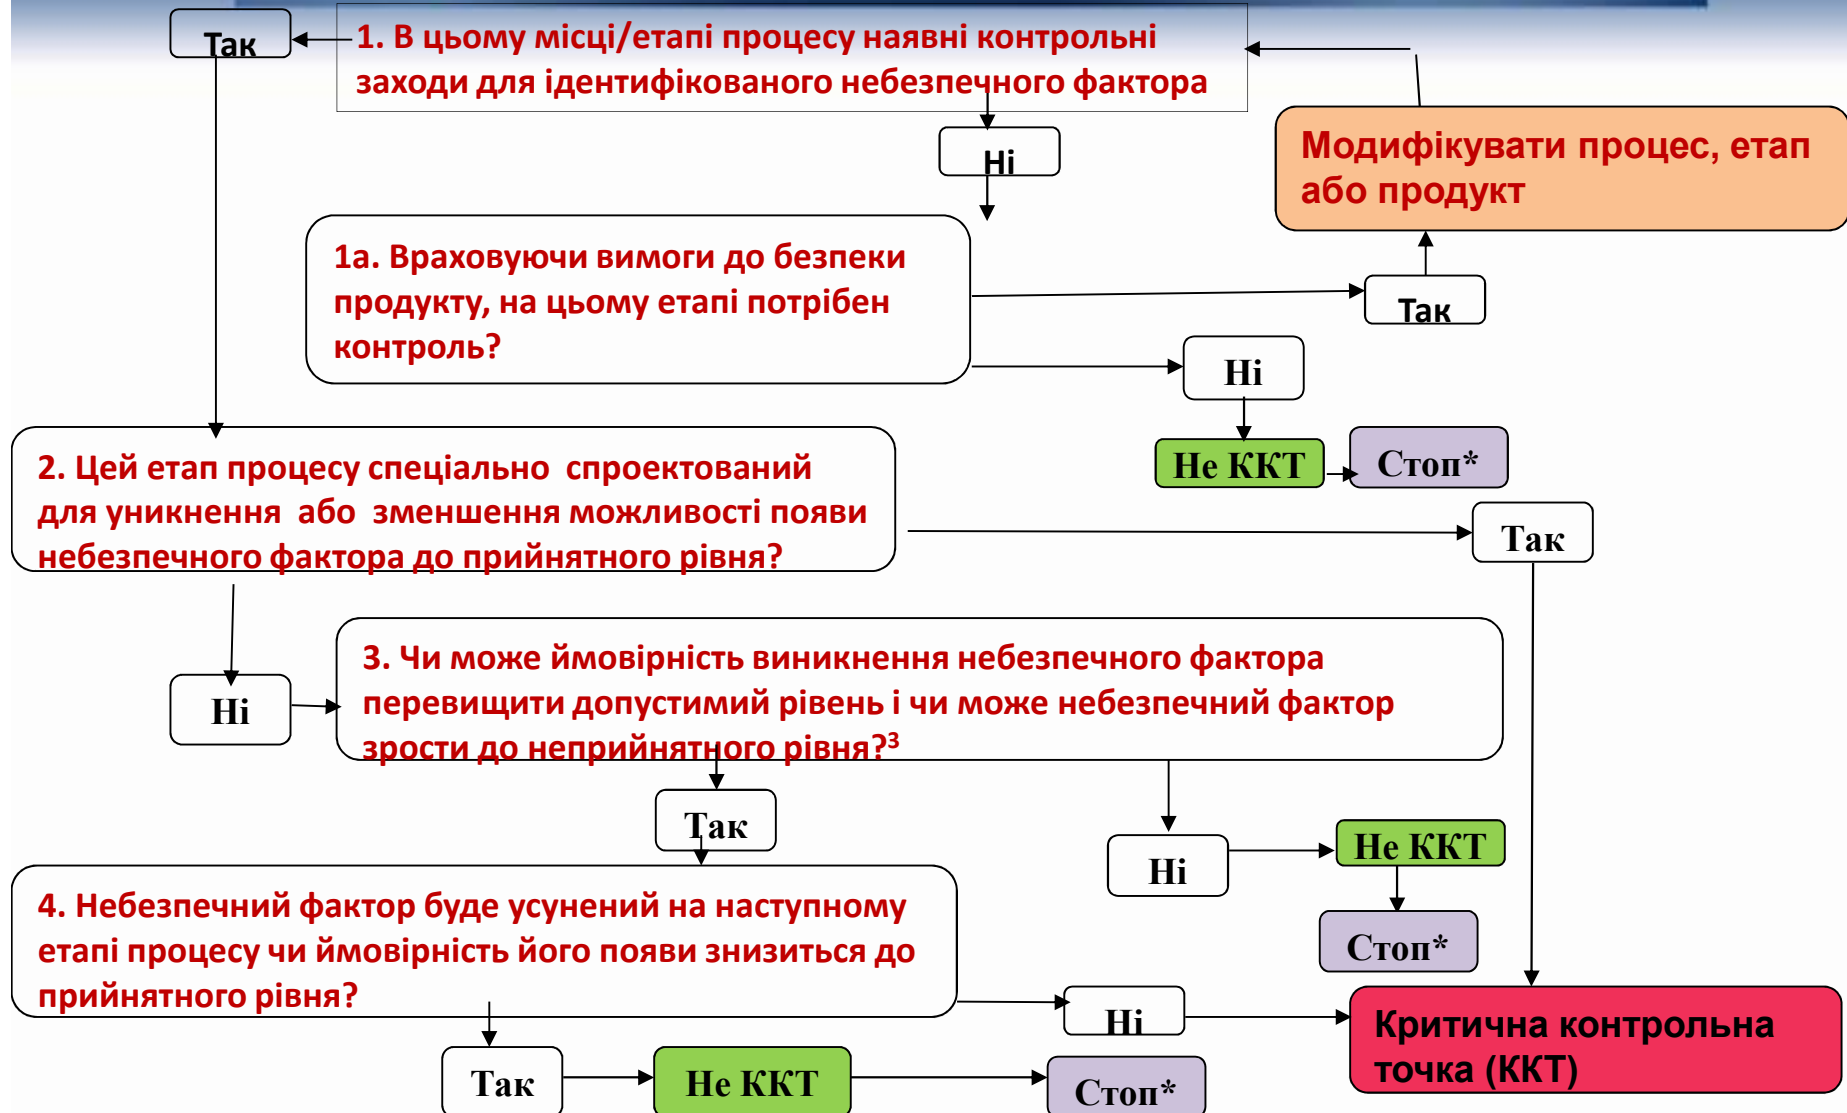 Так
1. В цьому місці/етапі процесу наявні контрольні
заходи для ідентифікованого небезпечного фактора
Ні
Модифікувати процес, етап
або продукт
1а. Враховуючи вимоги до безпеки
продукту, на цьому етапі потрібен
контроль?
Так
Ні
Не ККТ
Стоп*
2. Цей етап процесу спеціально спроектований
для уникнення або зменшення можливості появи
небезпечного фактора до прийнятного рівня?
Так
Ні
3. Чи може ймовірність виникнення небезпечного фактора
перевищити допустимий рівень і чи може небезпечний фактор
зрости до неприйнятного рівня?³
Так
Ні
Не ККТ
Стоп*
4. Небезпечний фактор буде усунений на наступному
етапі процесу чи ймовірність його появи знизиться до
прийнятного рівня?
Ні
Критична контрольна
точка (ККТ)
Так
Не ККТ
Стоп*